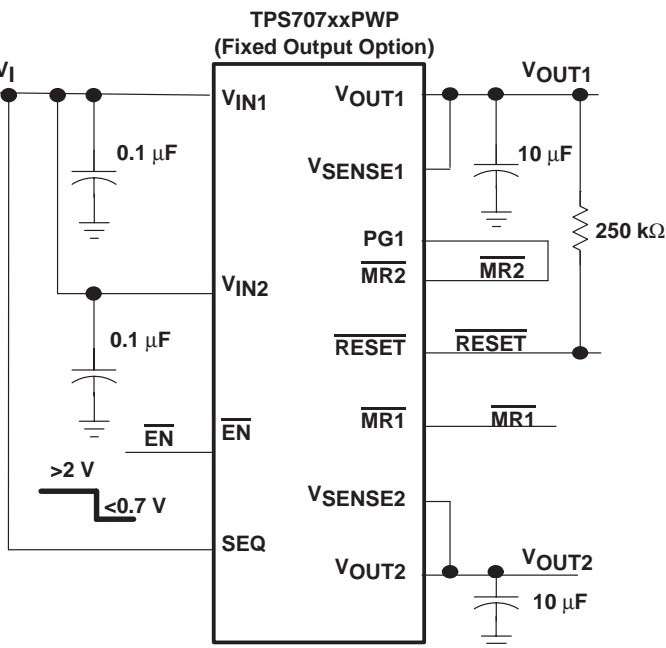 TPS707xxPWP
(Fixed Output Option)
VI
VIN1
VOUT1
VOUT1
0.1 μF
10 μF
VSENSE1
250 kΩ
PG1
MR2
MR2
VIN2
0.1 μF
RESET
RESET
EN
EN
MR1
MR1
>2 V
<0.7 V
VSENSE2
SEQ
VOUT2
VOUT2
10 μF